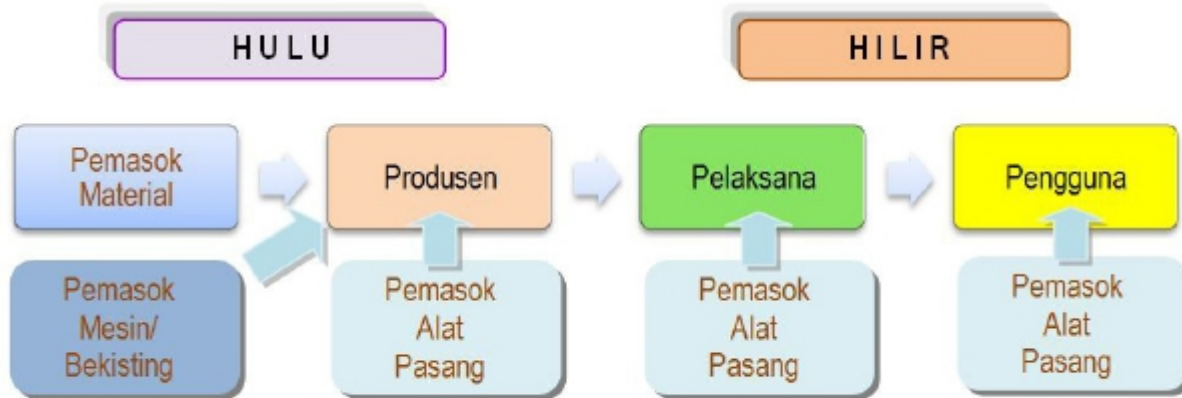 HULU
HILIR
Pemasok
Material
Produsen
Pelaksana
Pengguna
Pemasok
Mesin/
Bekisting
Pemasok
Alat
Pasang
Pemasok
Alat
Pasang
Pemasok
Alat
Pasang